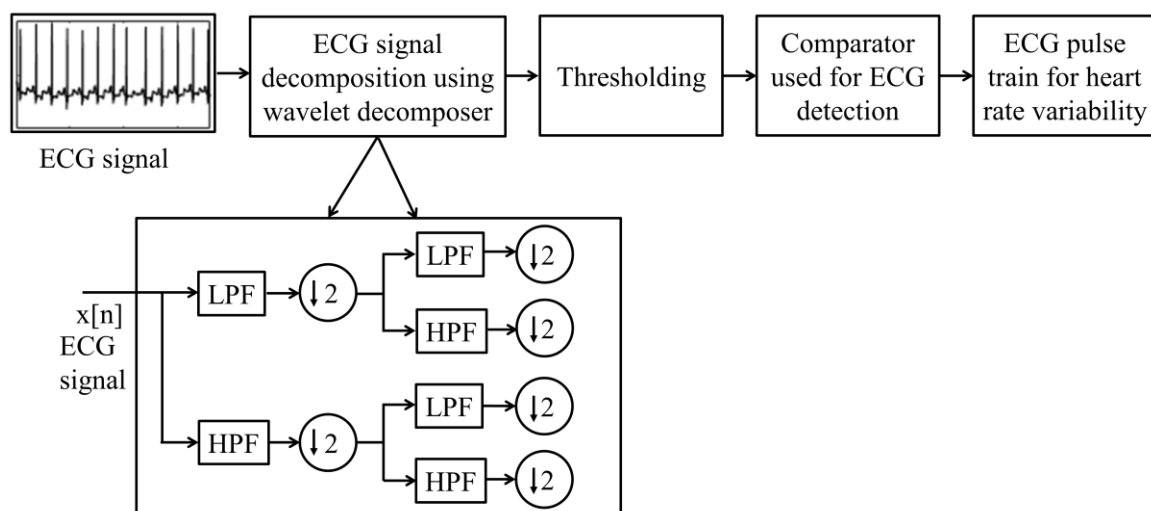 ECG signal
ECG signal
decomposition using
wavelet decomposer
Thresholding
Comparator
used for ECG
detection
ECG pulse
train for heart
rate variability
x[n]
ECG
signal
LPF
↓2
LPF
↓2
HPF
↓2
HPF
↓2
LPF
↓2
HPF
↓2